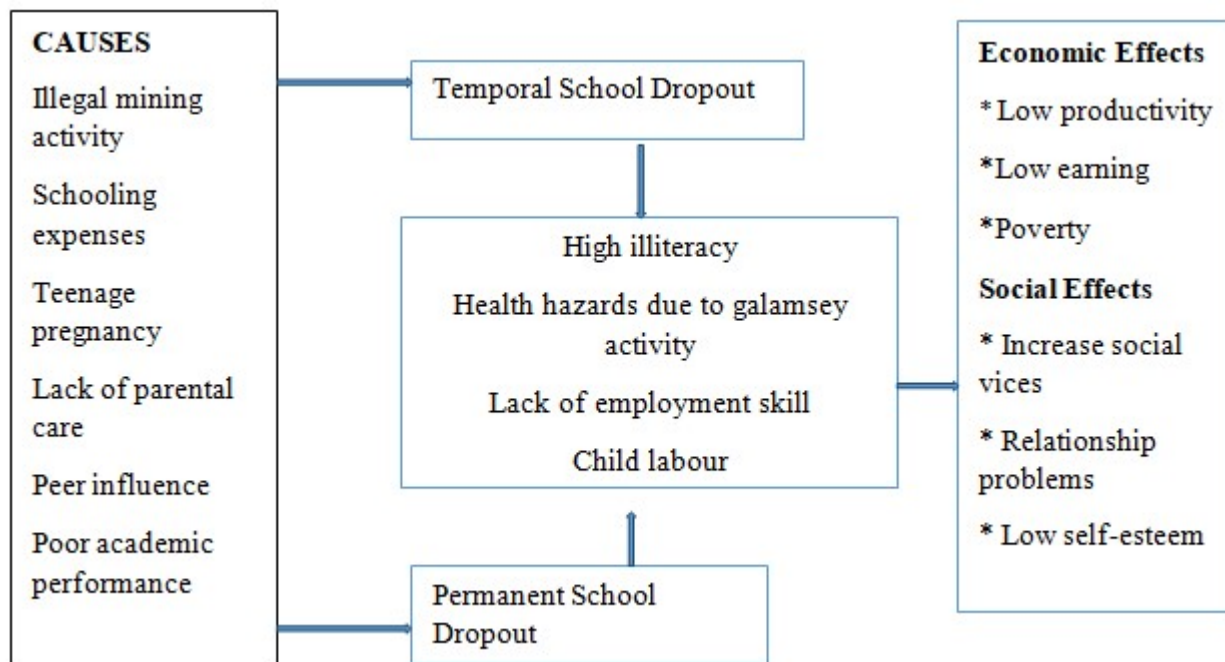 CAUSES
Illegal mining
activity
Schooling
expenses
Teenage
pregnancy
Lack of parental
care
Peer influence
Poor academic
performance
Temporal School Dropout
High illiteracy
Health hazards due to galamsey
activity
Lack of employment skill
Child labour
Permanent School
Dropout
Economic Effects
* Low productivity
*Low earning
*Poverty
Social Effects
* Increase social
vices
* Relationship
problems
* Low self-esteem